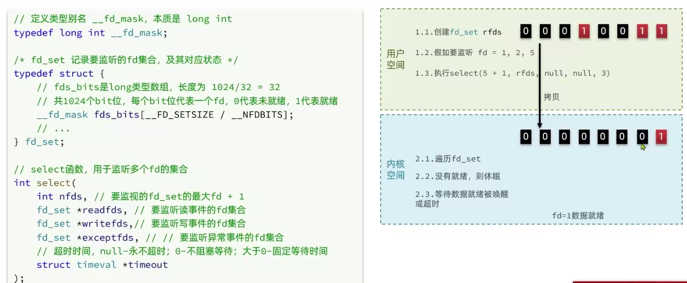 // 定义类型别名 __fd_mask，本质是 long int
typedef long int __fd_mask;
/* fd_set 记录要监听的fd集合，及其对应状态 */
typedef struct {
// fds_bits是long类型数组，长度为 1024/32 = 32
// 共1024个bit位，每个bit位代表一个fd，0代表未就绪，1代表就绪
__fd_mask fds_bits[__FD_SETSIZE / __NFDBITS];
// ...
} fd_set;
// select函数，用于监听多个fd的集合
int select(
int nfds, // 要监视的fd_set的最大fd + 1
fd_set *readfds, // 要监听读事件的fd集合
fd_set *writefds,// 要监听写事件的fd集合
fd_set *exceptfds, // // 要监听异常事件的fd集合
// 超时时间，null-永不超时；0-不阻塞等待；大于0-固定等待时间
struct timeval *timeout
);
用户
空间
1.1.创建fd_set rfds
0 0 0 1 0 0 1 1
1.2.假如要监听 fd = 1, 2, 5
1.3.执行select(5 + 1, rfds, null, null, 3)
拷贝
内核
空间
0 0 0 0 0 0 0 1
2.1.遍历fd_set
2.2.没有就绪，则休眠
2.3.等待数据就绪被唤醒
或超时
fd=1数据就绪